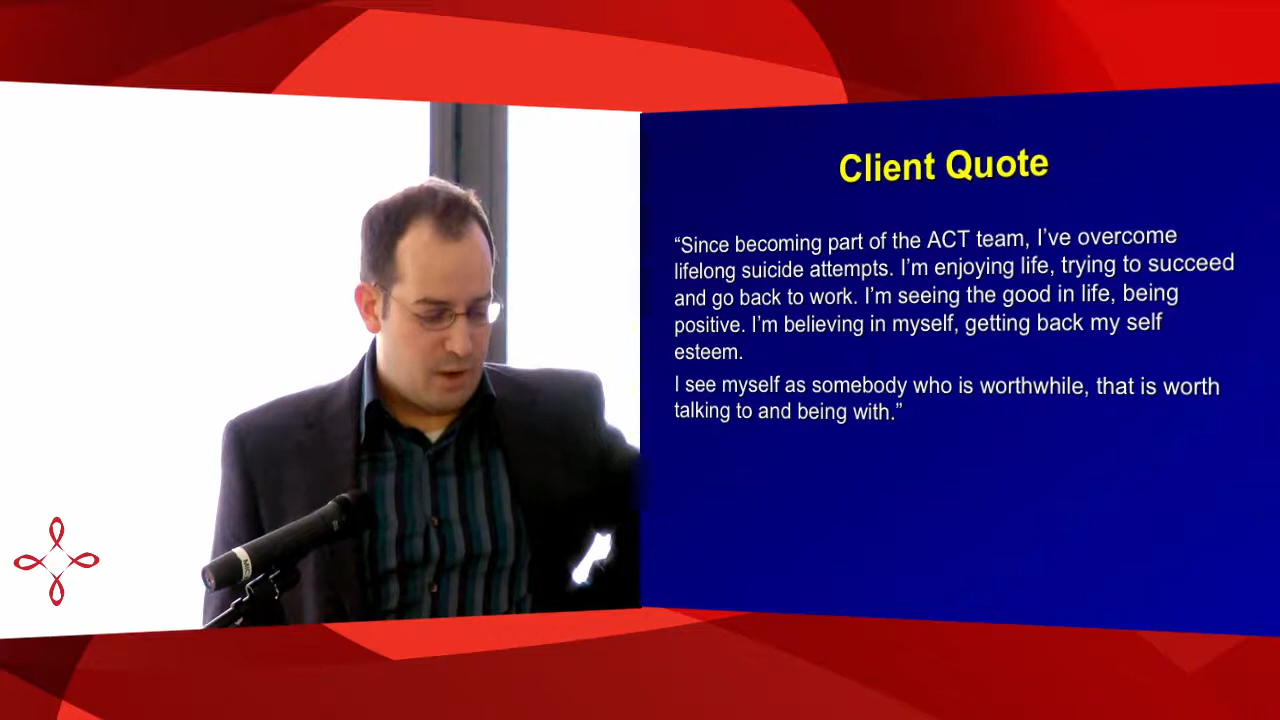 Client Quote
“Since becoming part of the ACT team, I’ve overcome
lifelong suicide attempts. I’m enjoying life, trying to succeed
and go back to work. I’m seeing the good in life, being
positive. I’m believing in myself, getting back my self
esteem.
I see myself as somebody who is worthwhile, that is worth
talking to and being with.”